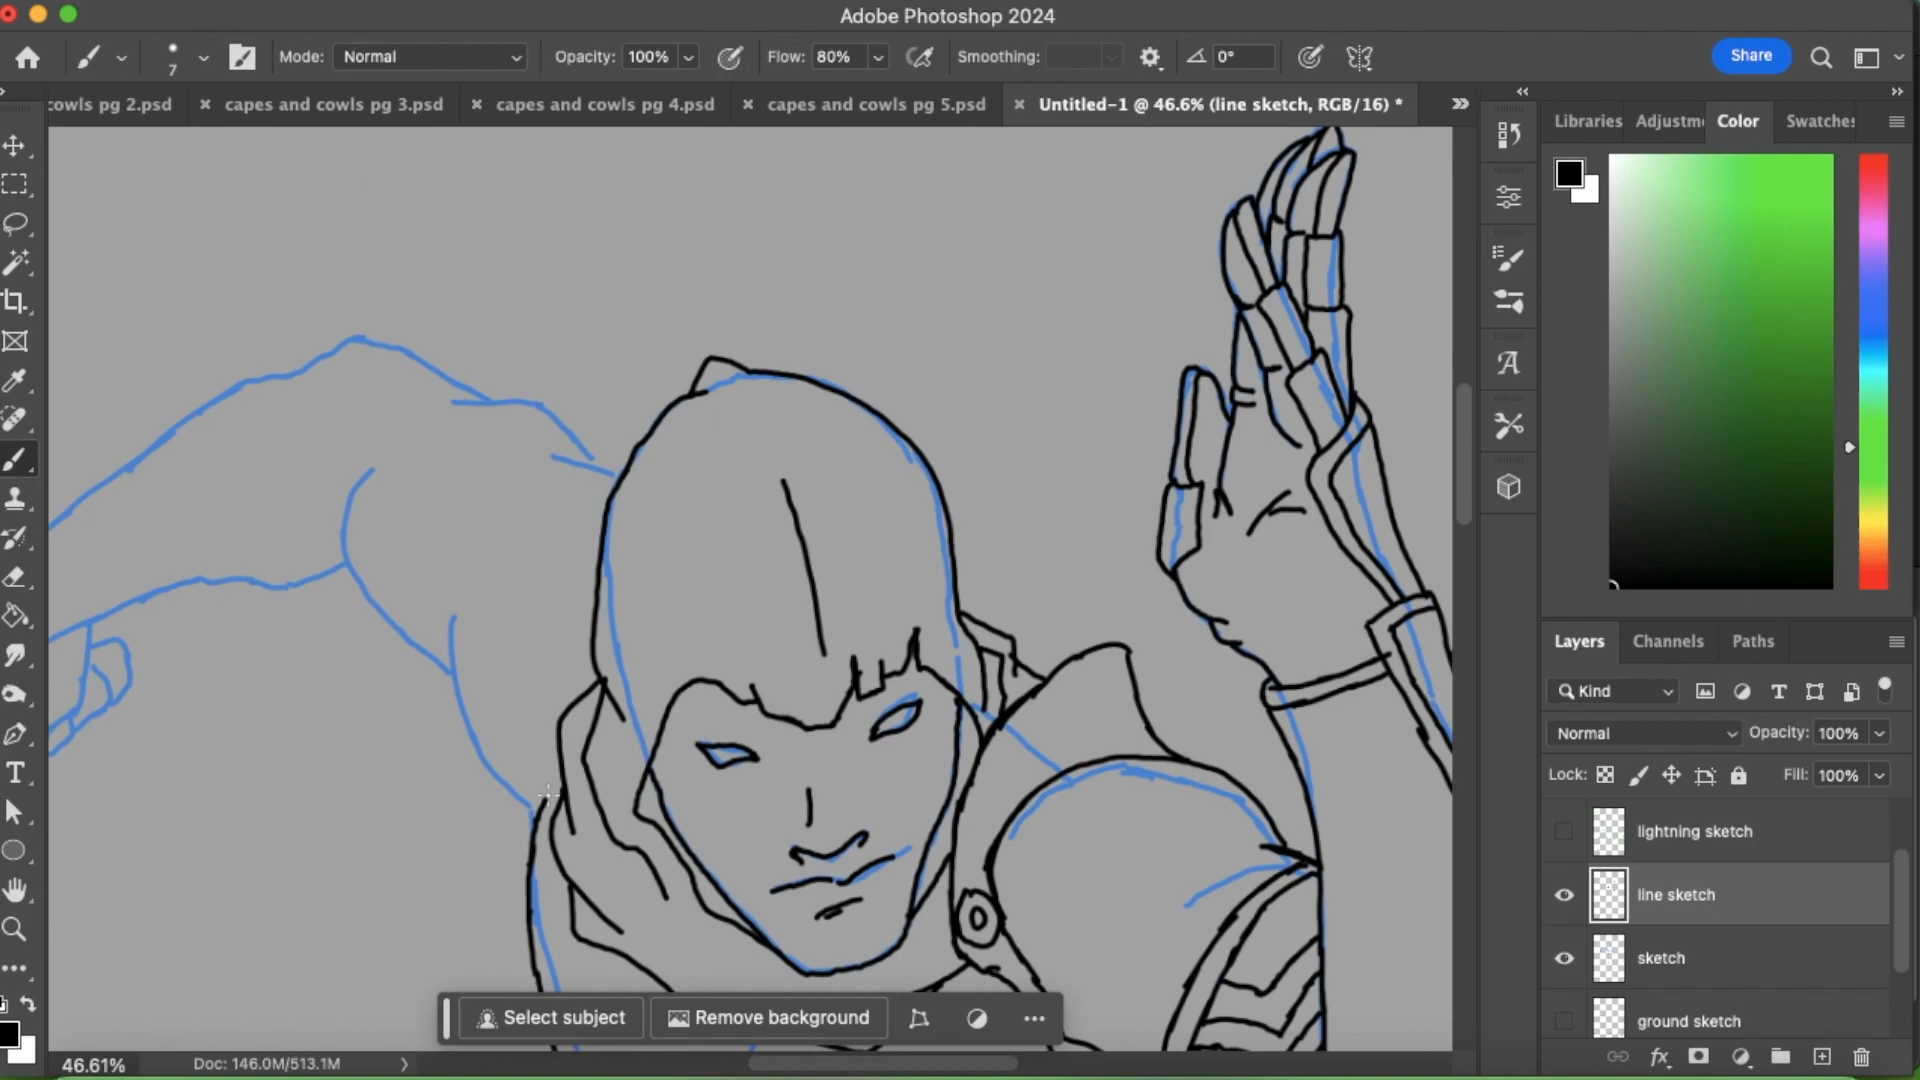 Adobe Photoshop 2024
7 Mode: Normal Opacity: 100% Flow: 80% Smoothing: 0° Share
cowls pg 2.psd × capes and cowls pg 3.psd × capes and cowls pg 4.psd × capes and cowls pg 5.psd × Untitled-1 @ 46.6% (line sketch, RGB/16) *
Libraries Adjustme Color Swatches
Layers Channels Paths
Kind
Normal Opacity: 100%
Lock: Fill: 100%
lightning sketch
line sketch
sketch
ground sketch
Select subject Remove background
46.61% Doc: 146.0M/513.1M